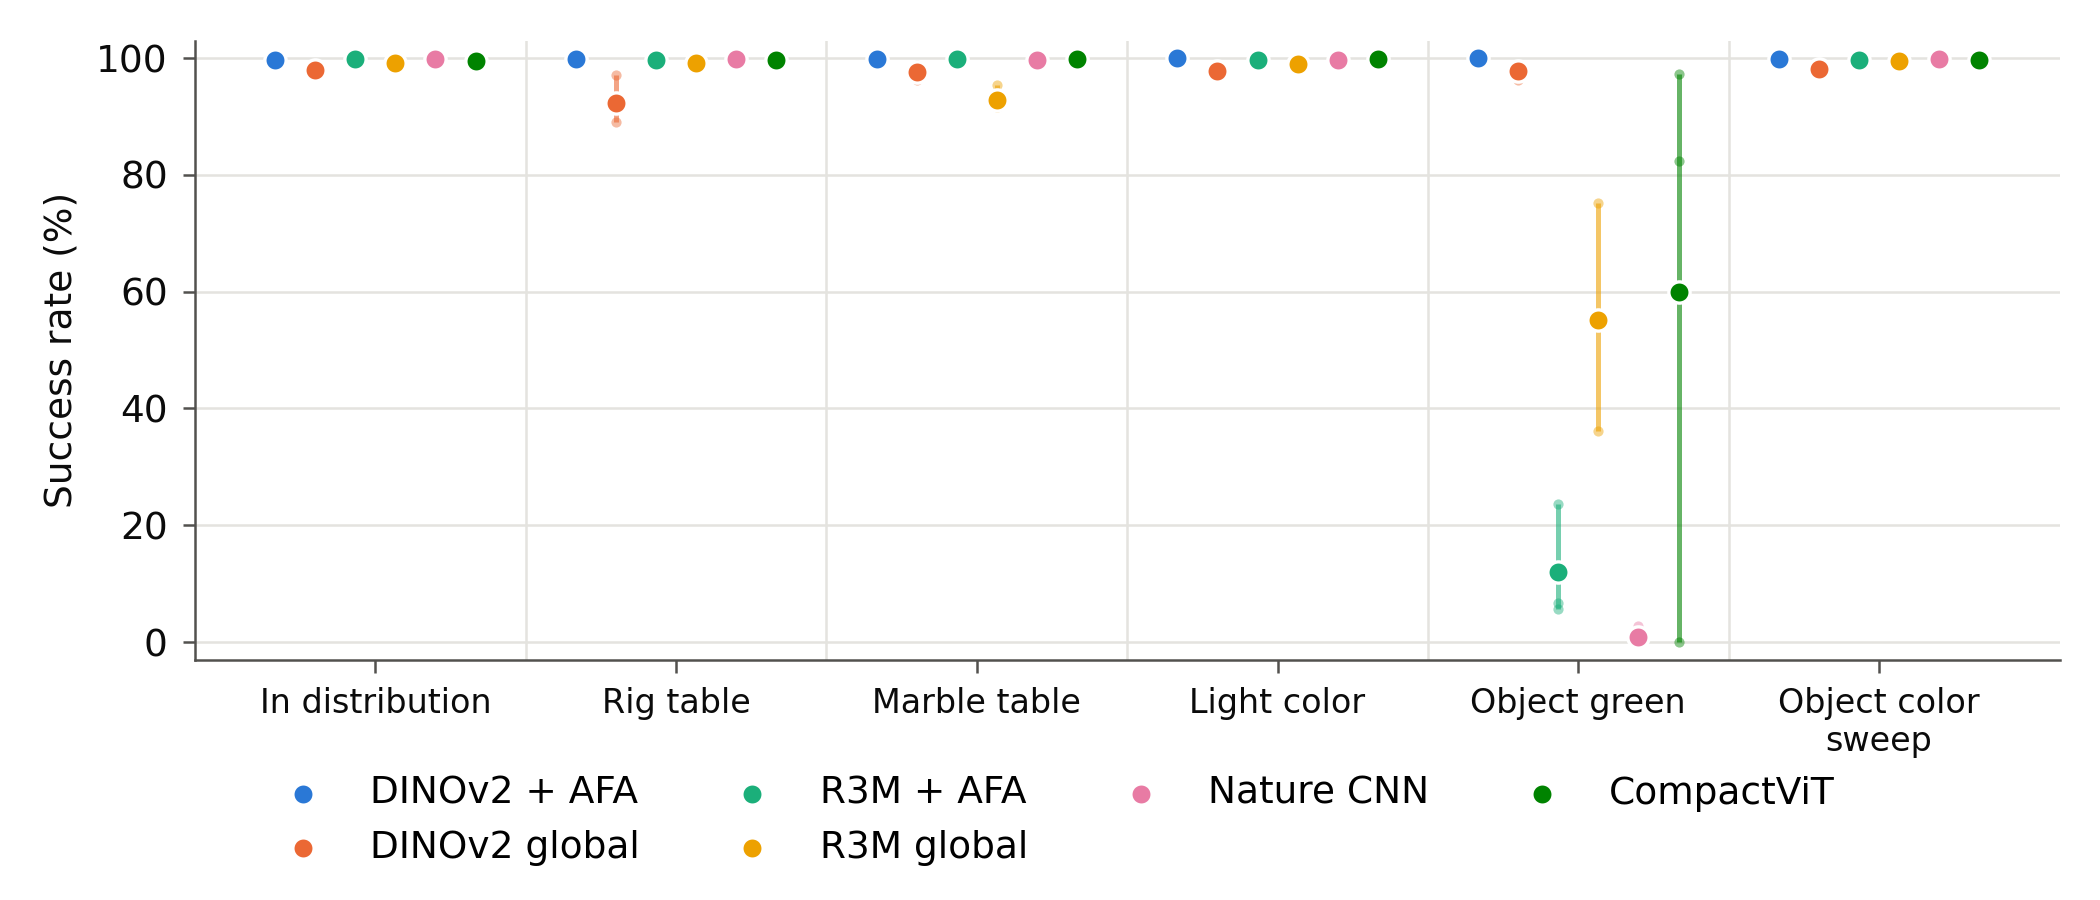 Success rate (%)
100
80
60
40
20
0
In distribution
Rig table
Marble table
Light color
Object green
Object color
sweep
DINOv2 + AFA
R3M + AFA
Nature CNN
CompactViT
DINOv2 global
R3M global